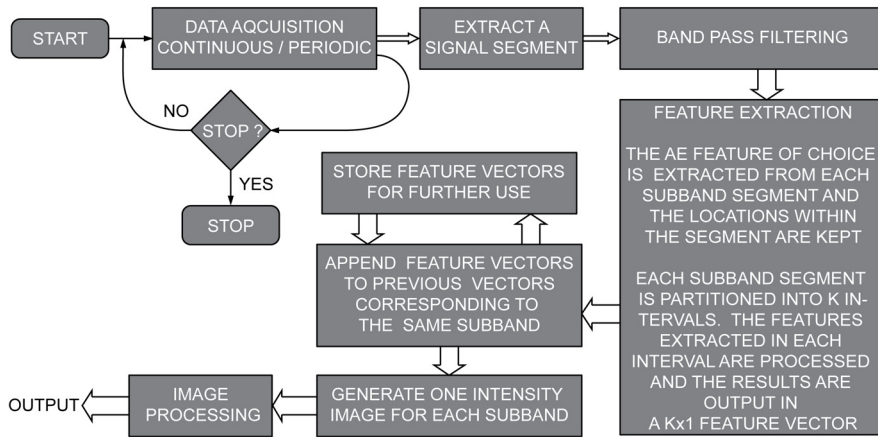 START
DATA AQCUISITION
CONTINUOUS / PERIODIC
EXTRACT A
SIGNAL SEGMENT
BAND PASS FILTERING
NO
STOP ?
YES
STOP
FEATURE EXTRACTION
THE AE FEATURE OF CHOICE
IS EXTRACTED FROM EACH
SUBBAND SEGMENT AND
THE LOCATIONS WITHIN
THE SEGMENT ARE KEPT
EACH SUBBAND SEGMENT
IS PARTITIONED INTO K IN-
TERVALS. THE FEATURES
EXTRACTED IN EACH
INTERVAL ARE PROCESSED
AND THE RESULTS ARE
OUTPUT IN
A Kx1 FEATURE VECTOR
STORE FEATURE VECTORS
FOR FURTHER USE
APPEND FEATURE VECTORS
TO PREVIOUS VECTORS
CORRESPONDING TO
THE SAME SUBBAND
GENERATE ONE INTENSITY
IMAGE FOR EACH SUBBAND
IMAGE
PROCESSING
OUTPUT